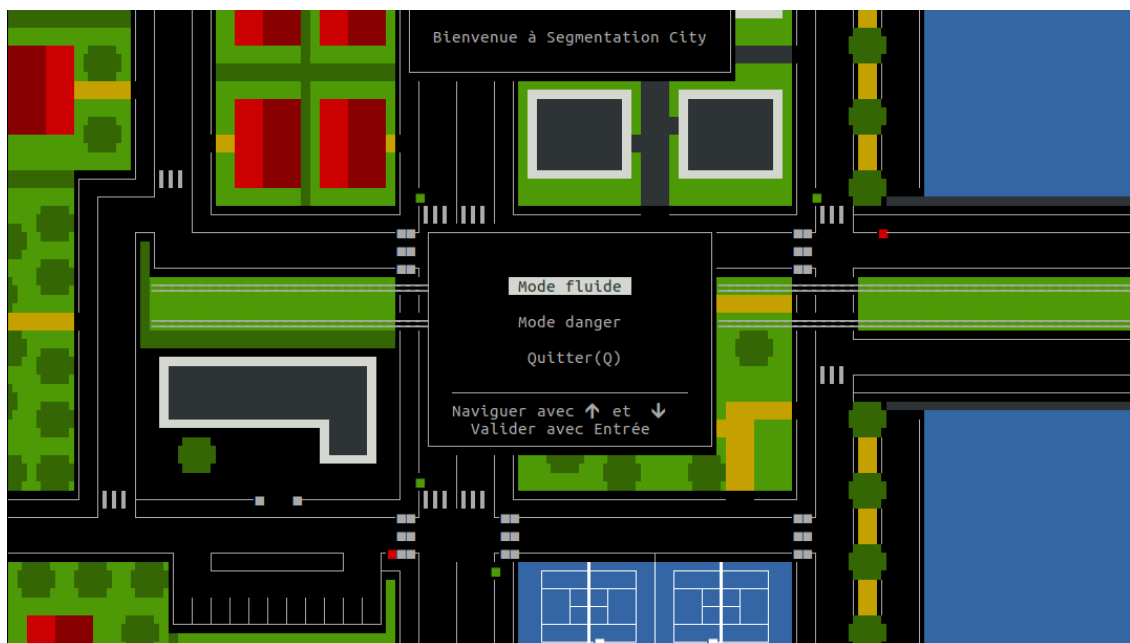 Bienvenue à Segmentation City
Mode fluide
Mode danger
Quitter(Q)
Naviguer avec ↑ et ↓
Valider avec Entrée